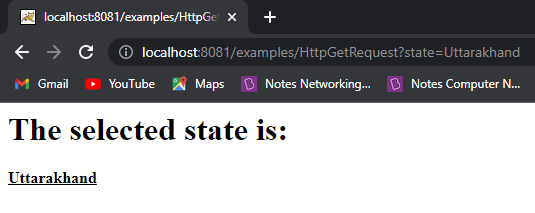 localhost:8081/examples/HttpGet
localhost:8081/examples/HttpGetRequest?state=Uttarakhand
Gmail YouTube Maps Notes Networking... Notes Computer N...
The selected state is:
Uttarakhand